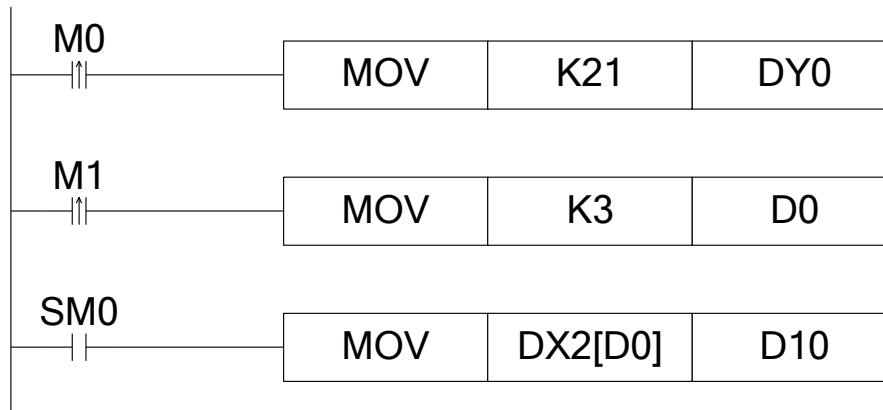 M0
MOV K21 DY0
M1
MOV K3 D0
SM0
MOV DX2[D0] D10